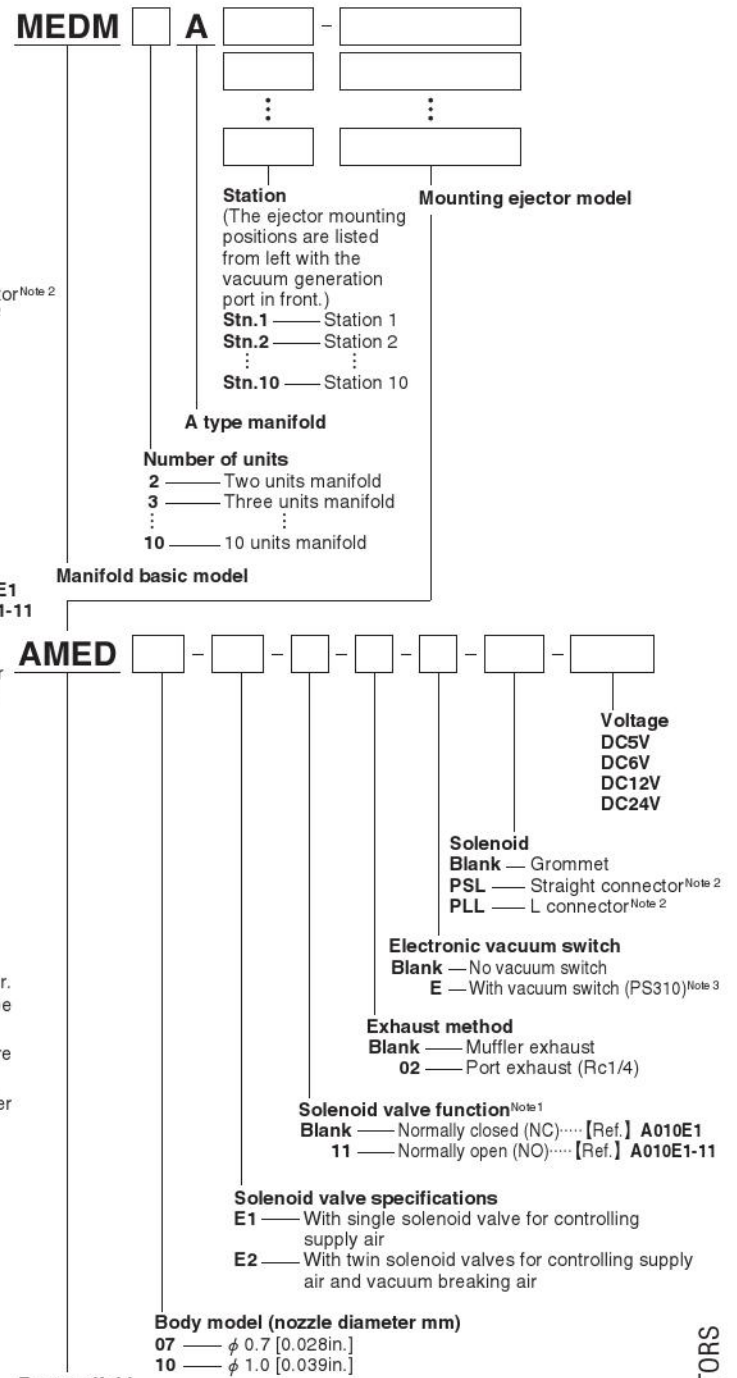 MEDM A –
Station
(The ejector mounting
positions are listed
from left with the
vacuum generation
port in front.)
Stn.1 Station 1
Stn.2 Station 2
Stn.10 Station 10
Mounting ejector model
A type manifold
Number of units
2 Two units manifold
3 Three units manifold
10 10 units manifold
Manifold basic model
Note 2
E1
1-11
AMED – – – – – –
Voltage
DC5V
DC6V
DC12V
DC24V
Solenoid
Blank — Grommet
PSL — Straight connector Note 2
PLL — L connector Note 2
Electronic vacuum switch
Blank — No vacuum switch
E — With vacuum switch (PS310) Note 3
Exhaust method
Blank — Muffler exhaust
02 — Port exhaust (Rc1/4)
Solenoid valve function Note1
Blank — Normally closed (NC)·····【Ref.】A010E1
11 — Normally open (NO)·····【Ref.】A010E1-11
Solenoid valve specifications
E1 — With single solenoid valve for controlling
supply air
E2 — With twin solenoid valves for controlling supply
air and vacuum breaking air
Body model (nozzle diameter mm)
07 — ϕ 0.7 [0.028in.]
10 — ϕ 1.0 [0.039in.]